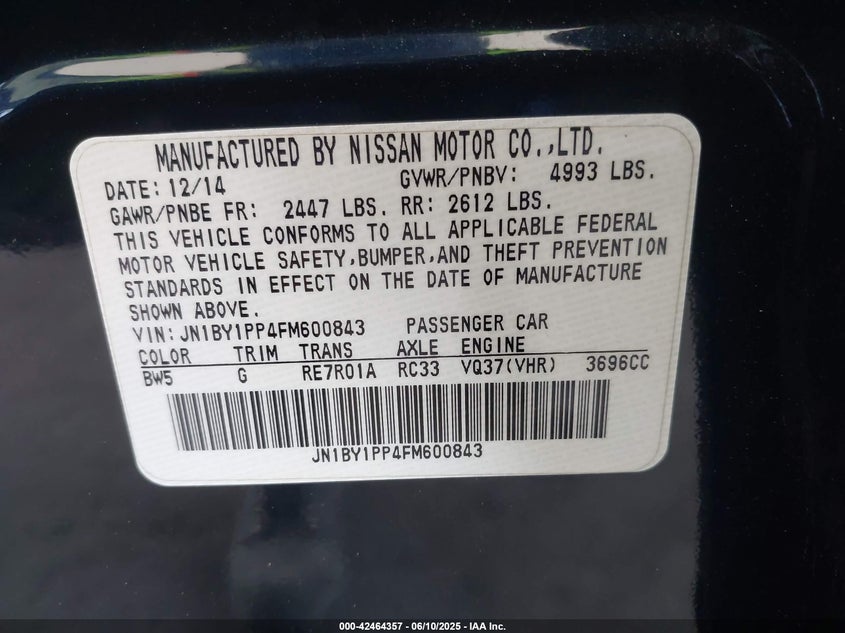 MANUFACTURED BY NISSAN MOTOR CO.,LTD.
DATE: 12/14 GVWR/PNBV: 4993 LBS.
GAWR/PNBE FR: 2447 LBS. RR: 2612 LBS.
THIS VEHICLE CONFORMS TO ALL APPLICABLE FEDERAL
MOTOR VEHICLE SAFETY,BUMPER,AND THEFT PREVENTION
STANDARDS IN EFFECT ON THE DATE OF MANUFACTURE
SHOWN ABOVE.
VIN:JN1BY1PP4FM600843 PASSENGER CAR
COLOR TRIM TRANS AXLE ENGINE
BW5 G RE7R01A RC33 VQ37(VHR) 3696CC
JN1BY1PP4FM600843
000-42464357 - 06/10/2025 - IAA Inc.